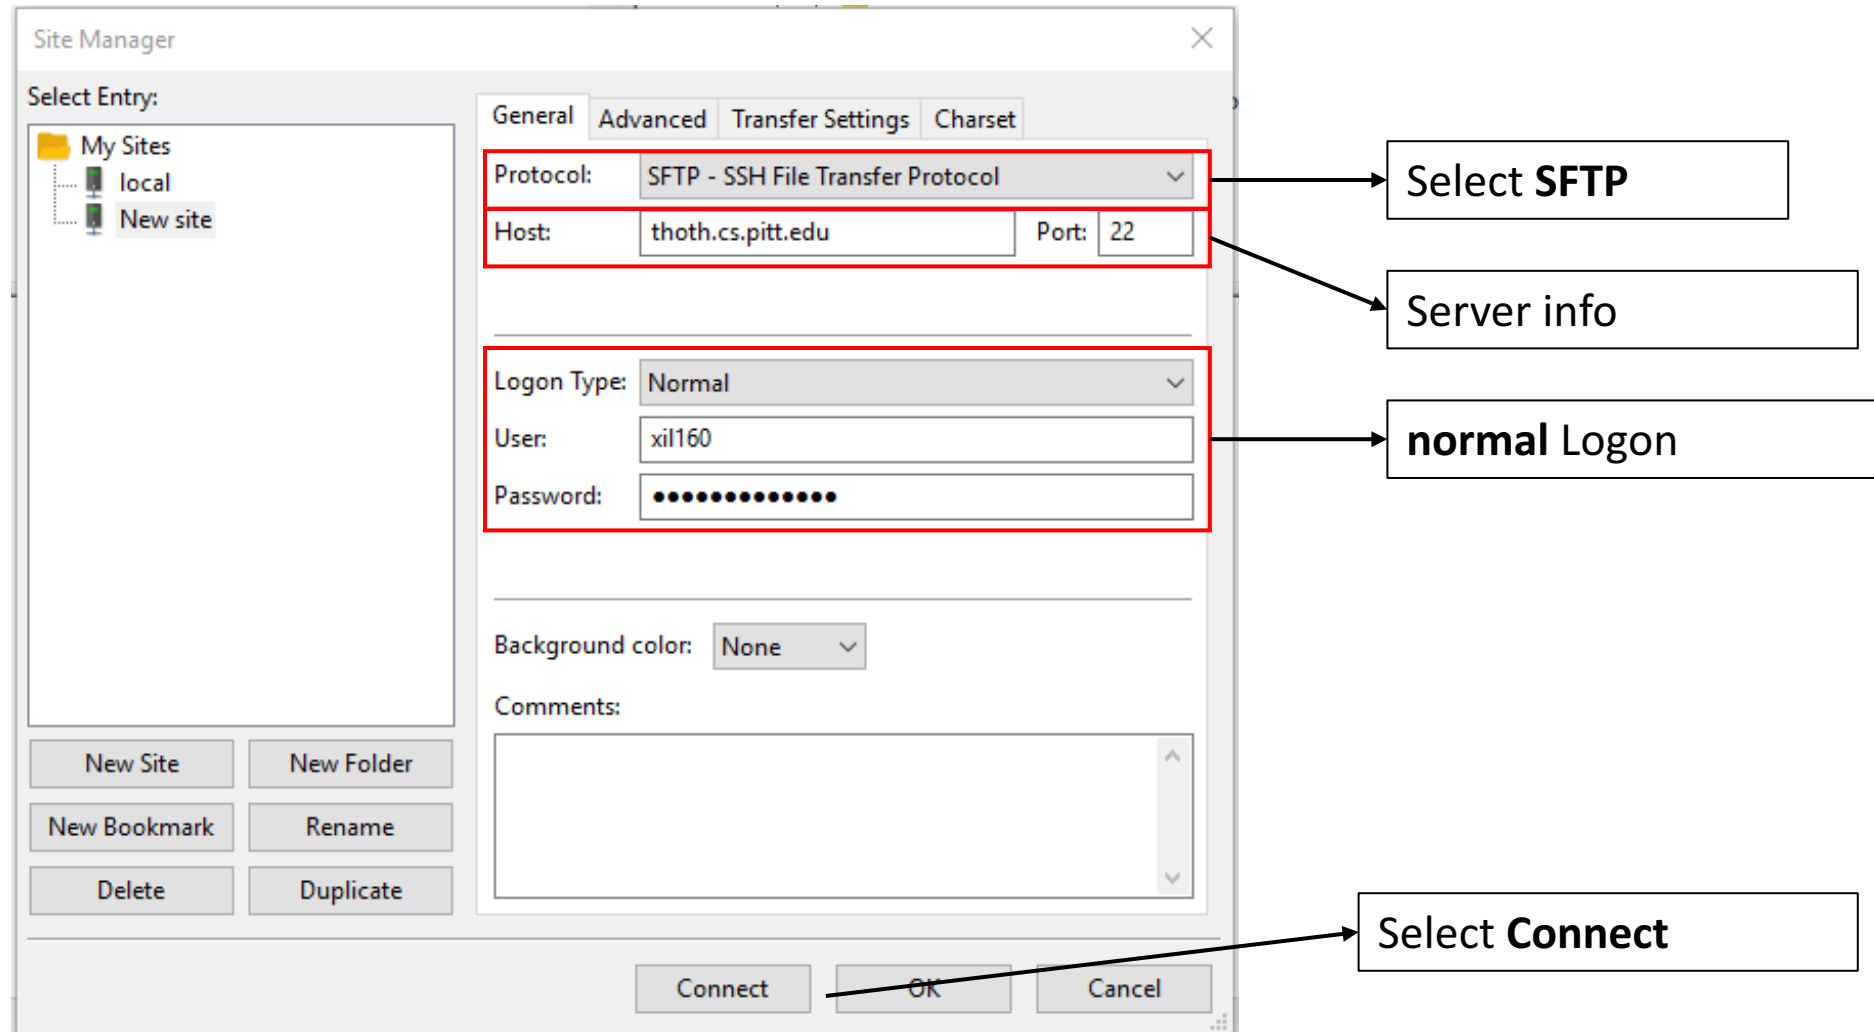 Site Manager
Select Entry:
My Sites
local
New site
General Advanced Transfer Settings Charset
Protocol: SFTP - SSH File Transfer Protocol
Host: thoth.cs.pitt.edu Port: 22
Logon Type: Normal
User: xil160
Password: •••••••••••••
Background color: None
Comments:
New Site New Folder
New Bookmark Rename
Delete Duplicate
Connect OK Cancel
Select SFTP
Server info
normal Logon
Select Connect